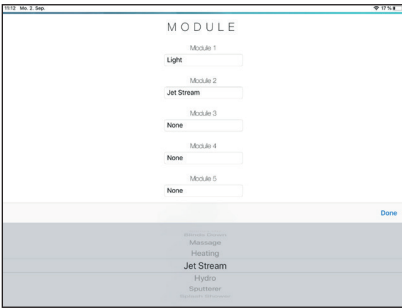 11:12 Mo. 2. Sep.
17 %
MODULE
Module 1
Light
Module 2
Jet Stream
Module 3
None
Module 4
None
Module 5
None
Done
Massage
Heating
Jet Stream
Hydro
Sputterer